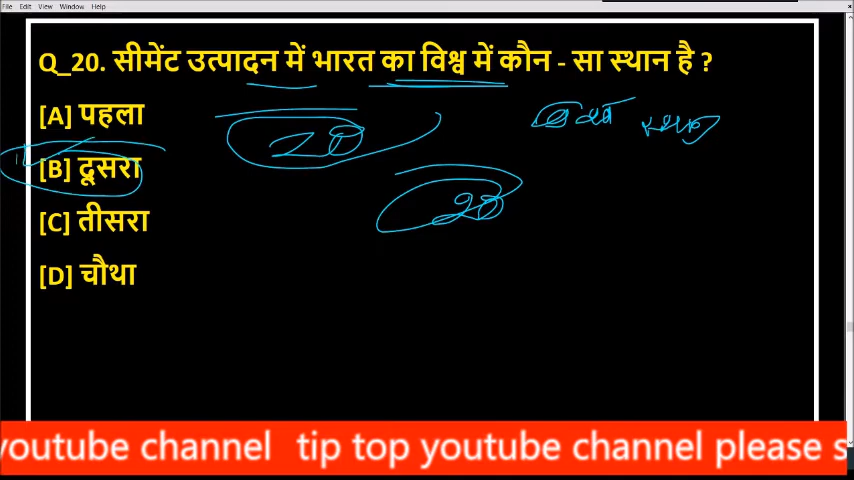 File Edit View Window Help
Q_20. सीमेंट उत्पादन में भारत का विश्व में कौन - सा स्थान है ?
[A] पहला
[B] दूसरा
[C] तीसरा
[D] चौथा
youtube channel tip top youtube channel please s